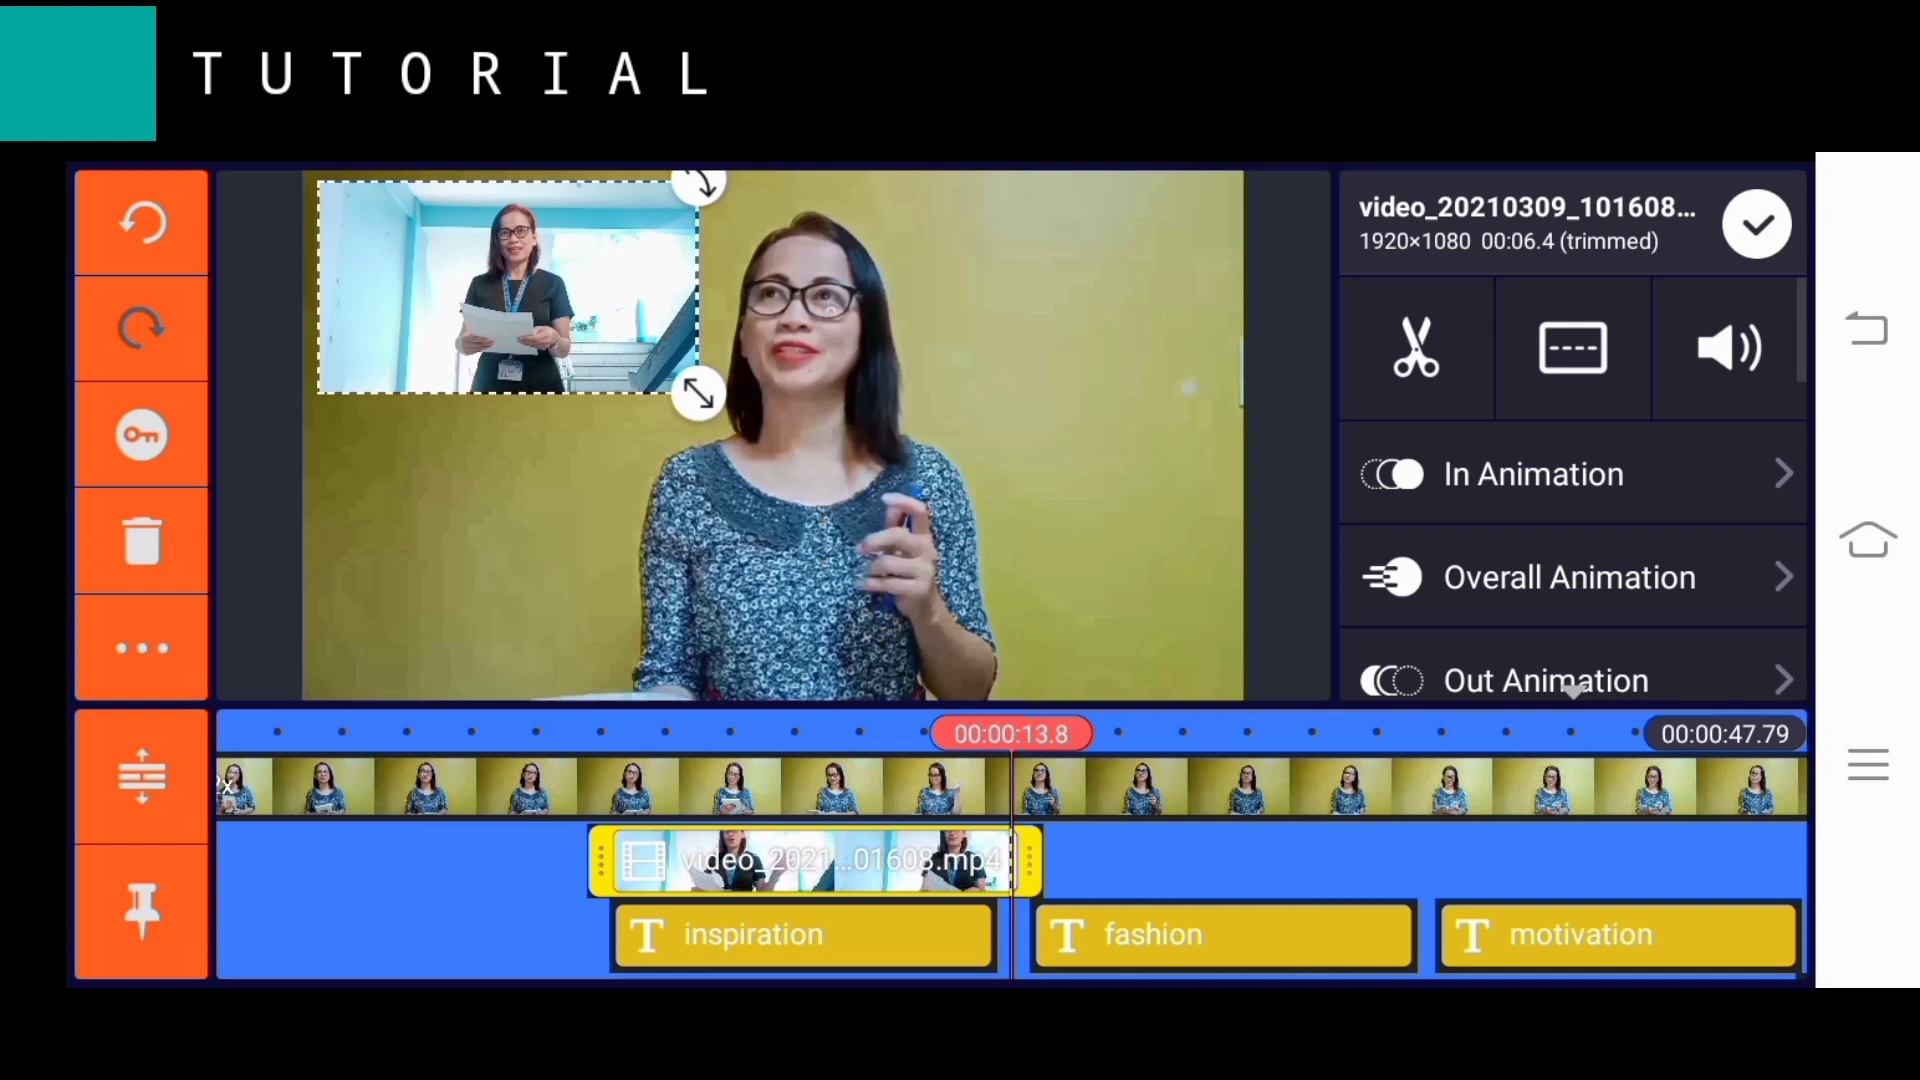 TUTORIAL
video_20210309_101608...
1920×1080 00:06.4 (trimmed)
In Animation
Overall Animation
Out Animation
00:00:13.8
00:00:47.79
video_2021...01608.mp4
T inspiration
T fashion
T motivation